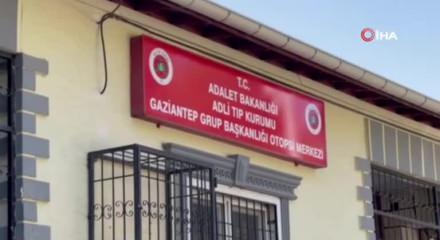 İHA
T.C.
ADALET BAKANLIĞI
ADLİ TIP KURUMU
GAZİANTEP GRUP BAŞKANLIĞI OTOPSİ MERKEZİ